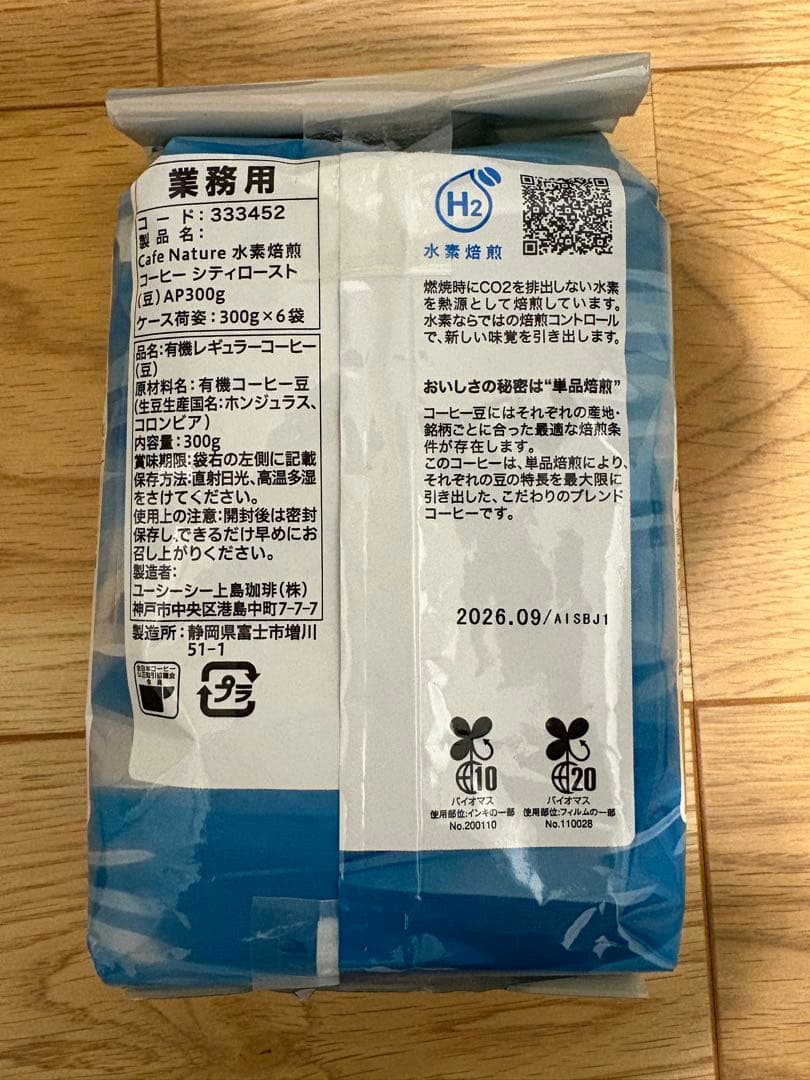 業務用
コード:333452
製品名:
Cafe Nature 水素焙煎
コーヒー シティロースト
(豆)AP300g
ケース荷姿:300g×6袋
品名:有機レギュラーコーヒー
(豆)
原材料名:有機コーヒー豆
(生豆生産国名:ホンジュラス、
コロンビア)
内容量:300g
賞味期限:袋右の左側に記載
保存方法:直射日光、高温多湿
をさけてください。
使用上の注意:開封後は密封
保存し、できるだけ早めにお
召し上がりください。
製造者:
ユーシーシー上島珈琲(株)
神戸市中央区港島中町7-7-7
製造所:静岡県富士市増川
51-1
全日本コーヒー
公正取引協議会
会員
プラ
H2
水素焙煎
燃焼時にCO2を排出しない水素
を熱源として焙煎しています。
水素ならではの焙煎コントロール
で、新しい味覚を引き出します。
おいしさの秘密は“単品焙煎”
コーヒー豆にはそれぞれの産地・
銘柄ごとに合った最適な焙煎条
件が存在します。
このコーヒーは、単品焙煎により、
それぞれの豆の特長を最大限に
引き出した、こだわりのブレンド
コーヒーです。
2026.09/AISBJ1
10
バイオマス
使用部位:インキの一部
No.200110
20
バイオマス
使用部位:フィルムの一部
No.110028